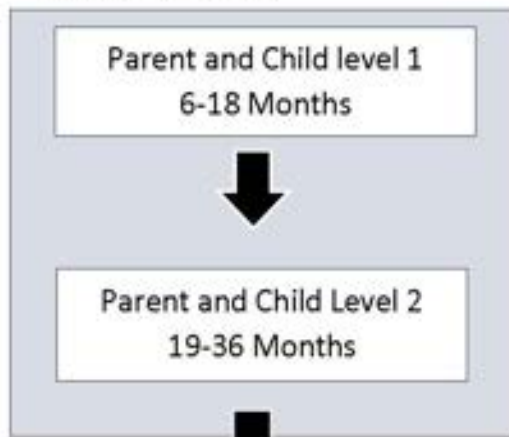 Parent and Child level 1
6-18 Months
Parent and Child Level 2
19-36 Months